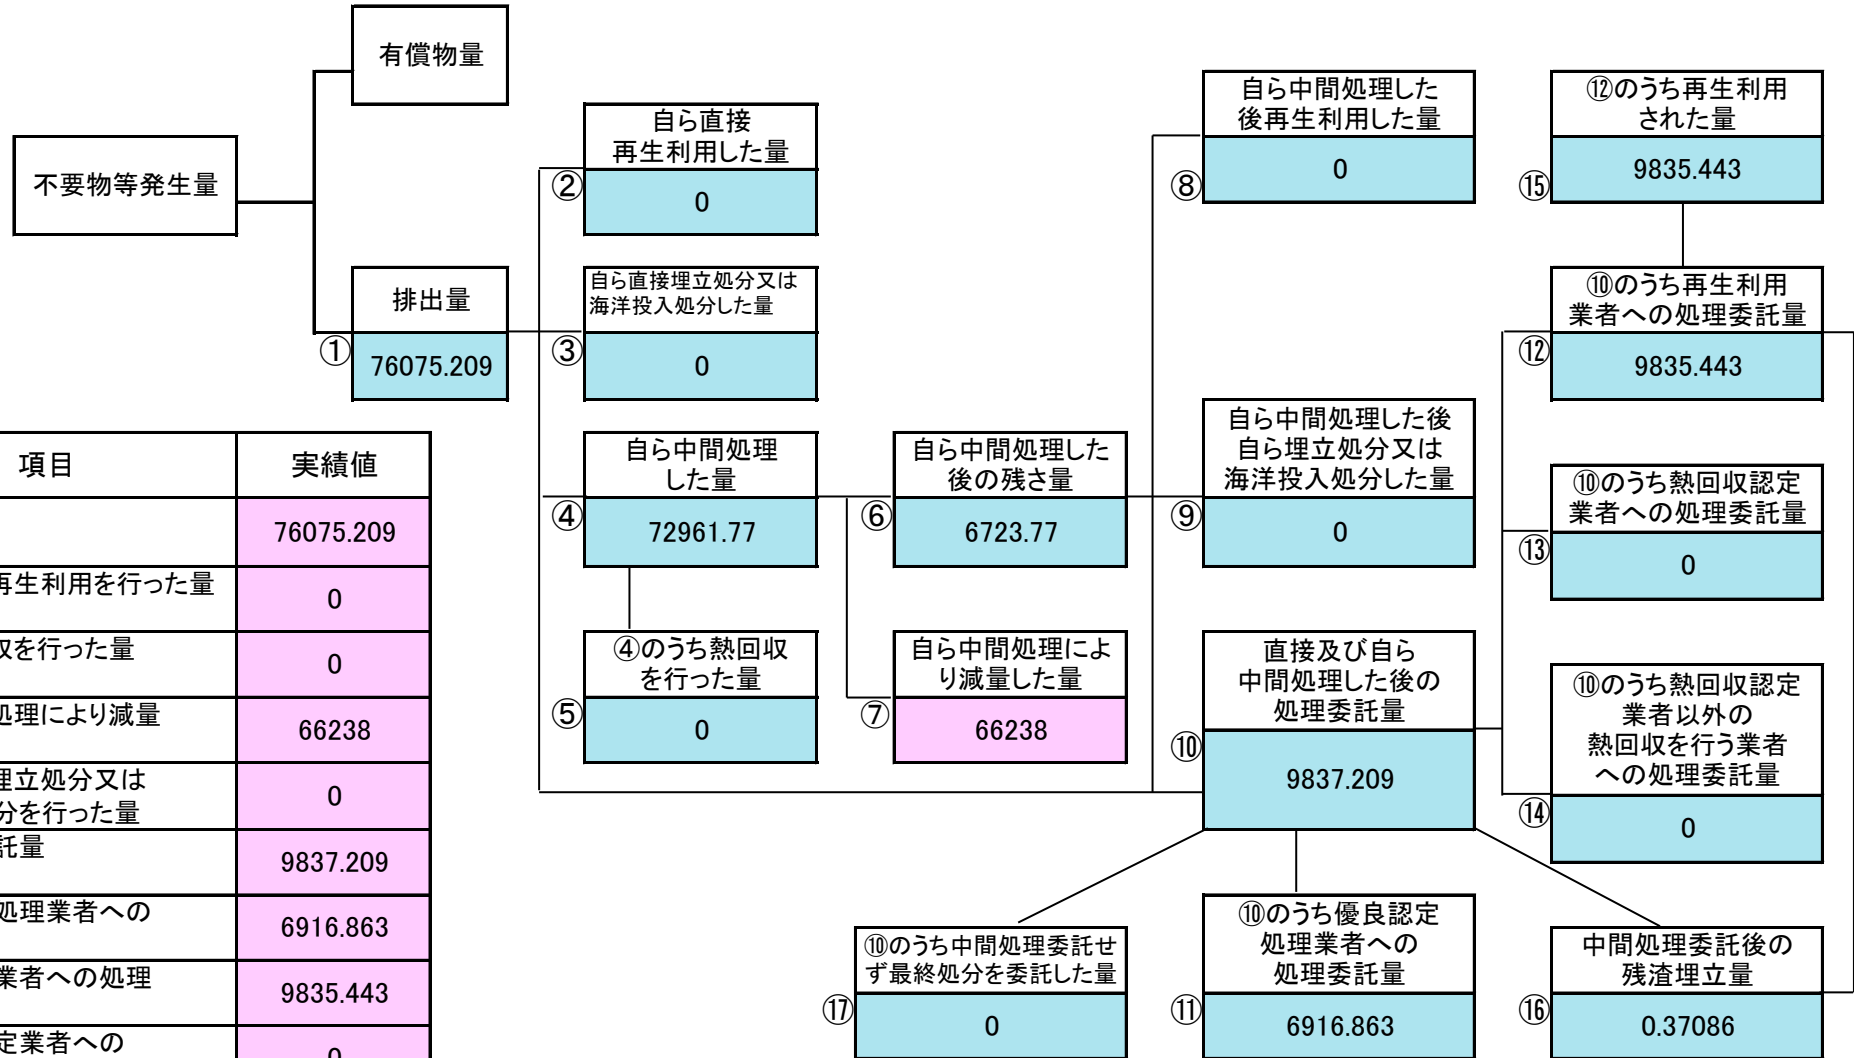 有償物量
不要物等発生量
排出量
①
76075.209
自ら直接
再生利用した量
②
0
自ら直接埋立処分又は
海洋投入処分した量
③
0
自ら中間処理
した量
④
72961.77
④のうち熱回収
を行った量
⑤
0
自ら中間処理した
後の残さ量
⑥
6723.77
自ら中間処理によ
り減量した量
⑦
66238
自ら中間処理した
後再生利用した量
⑧
0
自ら中間処理した後
自ら埋立処分又は
海洋投入処分した量
⑨
0
直接及び自ら
中間処理した後の
処理委託量
⑩
9837.209
⑫のうち再生利用
された量
⑮
9835.443
⑩のうち再生利用
業者への処理委託量
⑫
9835.443
⑩のうち熱回収認定
業者への処理委託量
⑬
0
⑩のうち熱回収認定
業者以外の
熱回収を行う業者
への処理委託量
⑭
0
⑩のうち中間処理委託せ
ず最終処分を委託した量
⑰
0
⑩のうち優良認定
処理業者への
処理委託量
⑪
6916.863
中間処理委託後の
残渣埋立量
⑯
0.37086
項目 実績値
76075.209
再生利用を行った量 0
を行った量 0
処理により減量 66238
埋立処分又は
分を行った量 0
託量 9837.209
処理業者への 6916.863
業者への処理 9835.443
定業者への 0